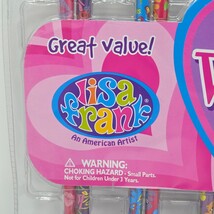 Great Value!
lisa
frank
An American Artist
WARNING:
CHOKING HAZARD - Small Parts.
Not for Children Under 3 Years.